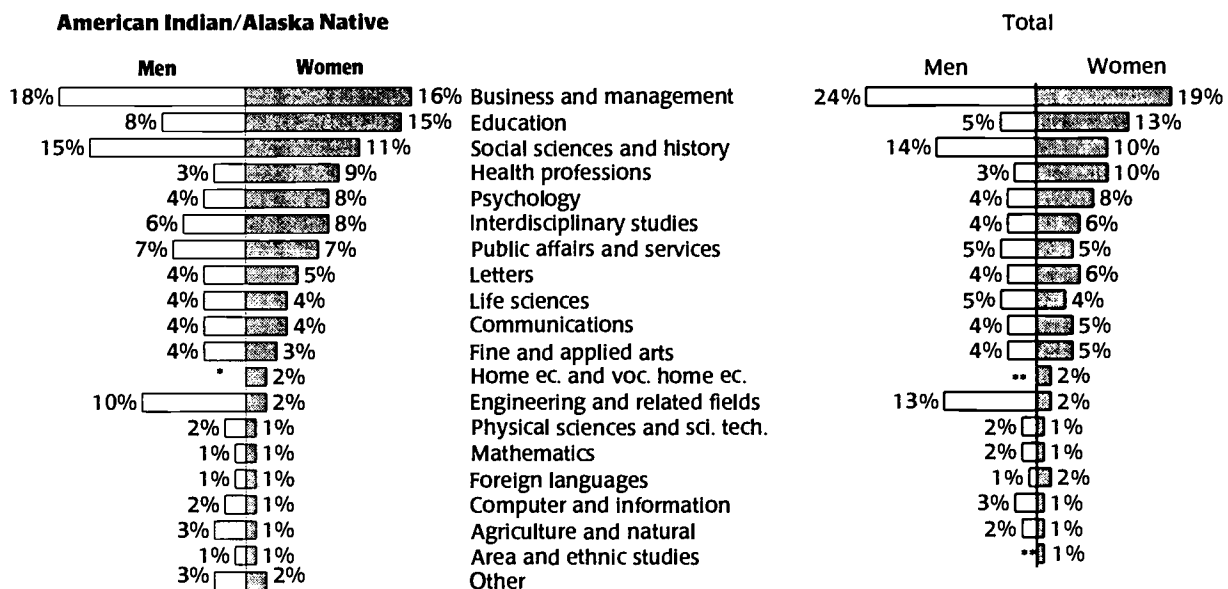 American Indian/Alaska Native Total
Men Women Men Women
18% 16% Business and management 24% 19%
8% 15% Education 5% 13%
15% 11% Social sciences and history 14% 10%
3% 9% Health professions 3% 10%
4% 8% Psychology 4% 8%
6% 8% Interdisciplinary studies 4% 6%
7% 7% Public affairs and services 5% 5%
4% 5% Letters 4% 6%
4% 4% Life sciences 5% 4%
4% 4% Communications 4% 5%
4% 3% Fine and applied arts 4% 5%
* 2% Home ec. and voc. home ec. ** 2%
10% 2% Engineering and related fields 13% 2%
2% 1% Physical sciences and sci. tech. 2% 1%
1% 1% Mathematics 2% 1%
1% 1% Foreign languages 1% 2%
2% 1% Computer and information 3% 1%
3% 1% Agriculture and natural 2% 1%
1% 1% Area and ethnic studies ** 1%
3% 2% Other